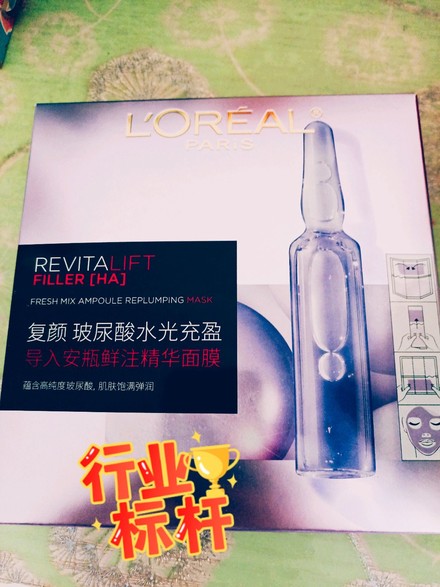 L'ORÉAL®
PARIS
REVITALIFT
FILLER [HA]
FRESH MIX AMPOULE REPLUMPING MASK
复颜 玻尿酸水光充盈
导入安瓶鲜注精华面膜
蕴含高纯度玻尿酸, 肌肤饱满弹润
行业
标杆